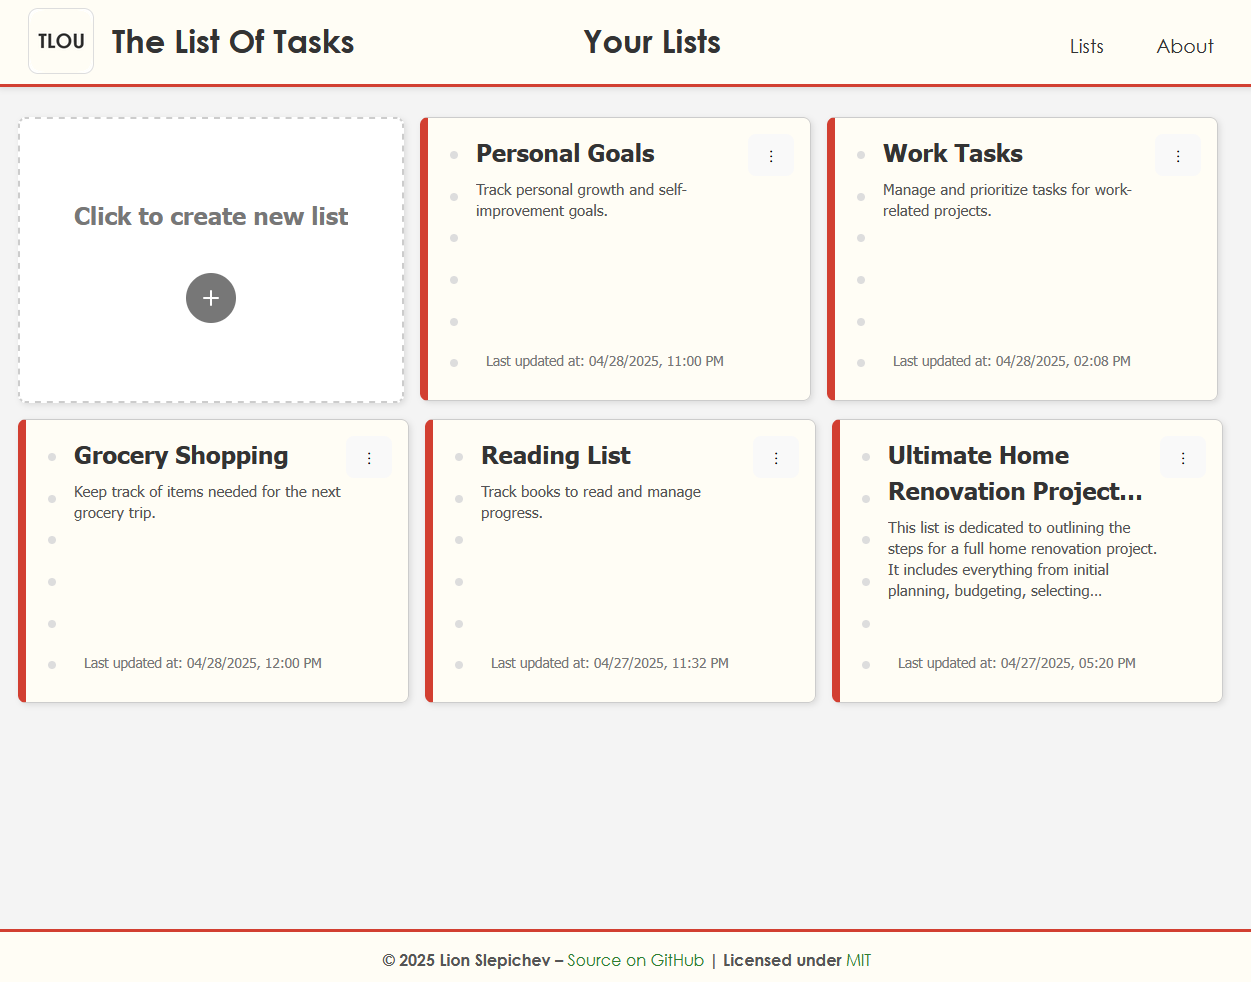 TLOU
The List Of Tasks
Your Lists
Lists
About
Click to create new list
+
Personal Goals
Track personal growth and self-
improvement goals.
Last updated at: 04/28/2025, 11:00 PM
Work Tasks
Manage and prioritize tasks for work-
related projects.
Last updated at: 04/28/2025, 02:08 PM
Grocery Shopping
Keep track of items needed for the next
grocery trip.
Last updated at: 04/28/2025, 12:00 PM
Reading List
Track books to read and manage
progress.
Last updated at: 04/27/2025, 11:32 PM
Ultimate Home
Renovation Project...
This list is dedicated to outlining the
steps for a full home renovation project.
It includes everything from initial
planning, budgeting, selecting...
Last updated at: 04/27/2025, 05:20 PM
© 2025 Lion Slepichev – Source on GitHub | Licensed under MIT